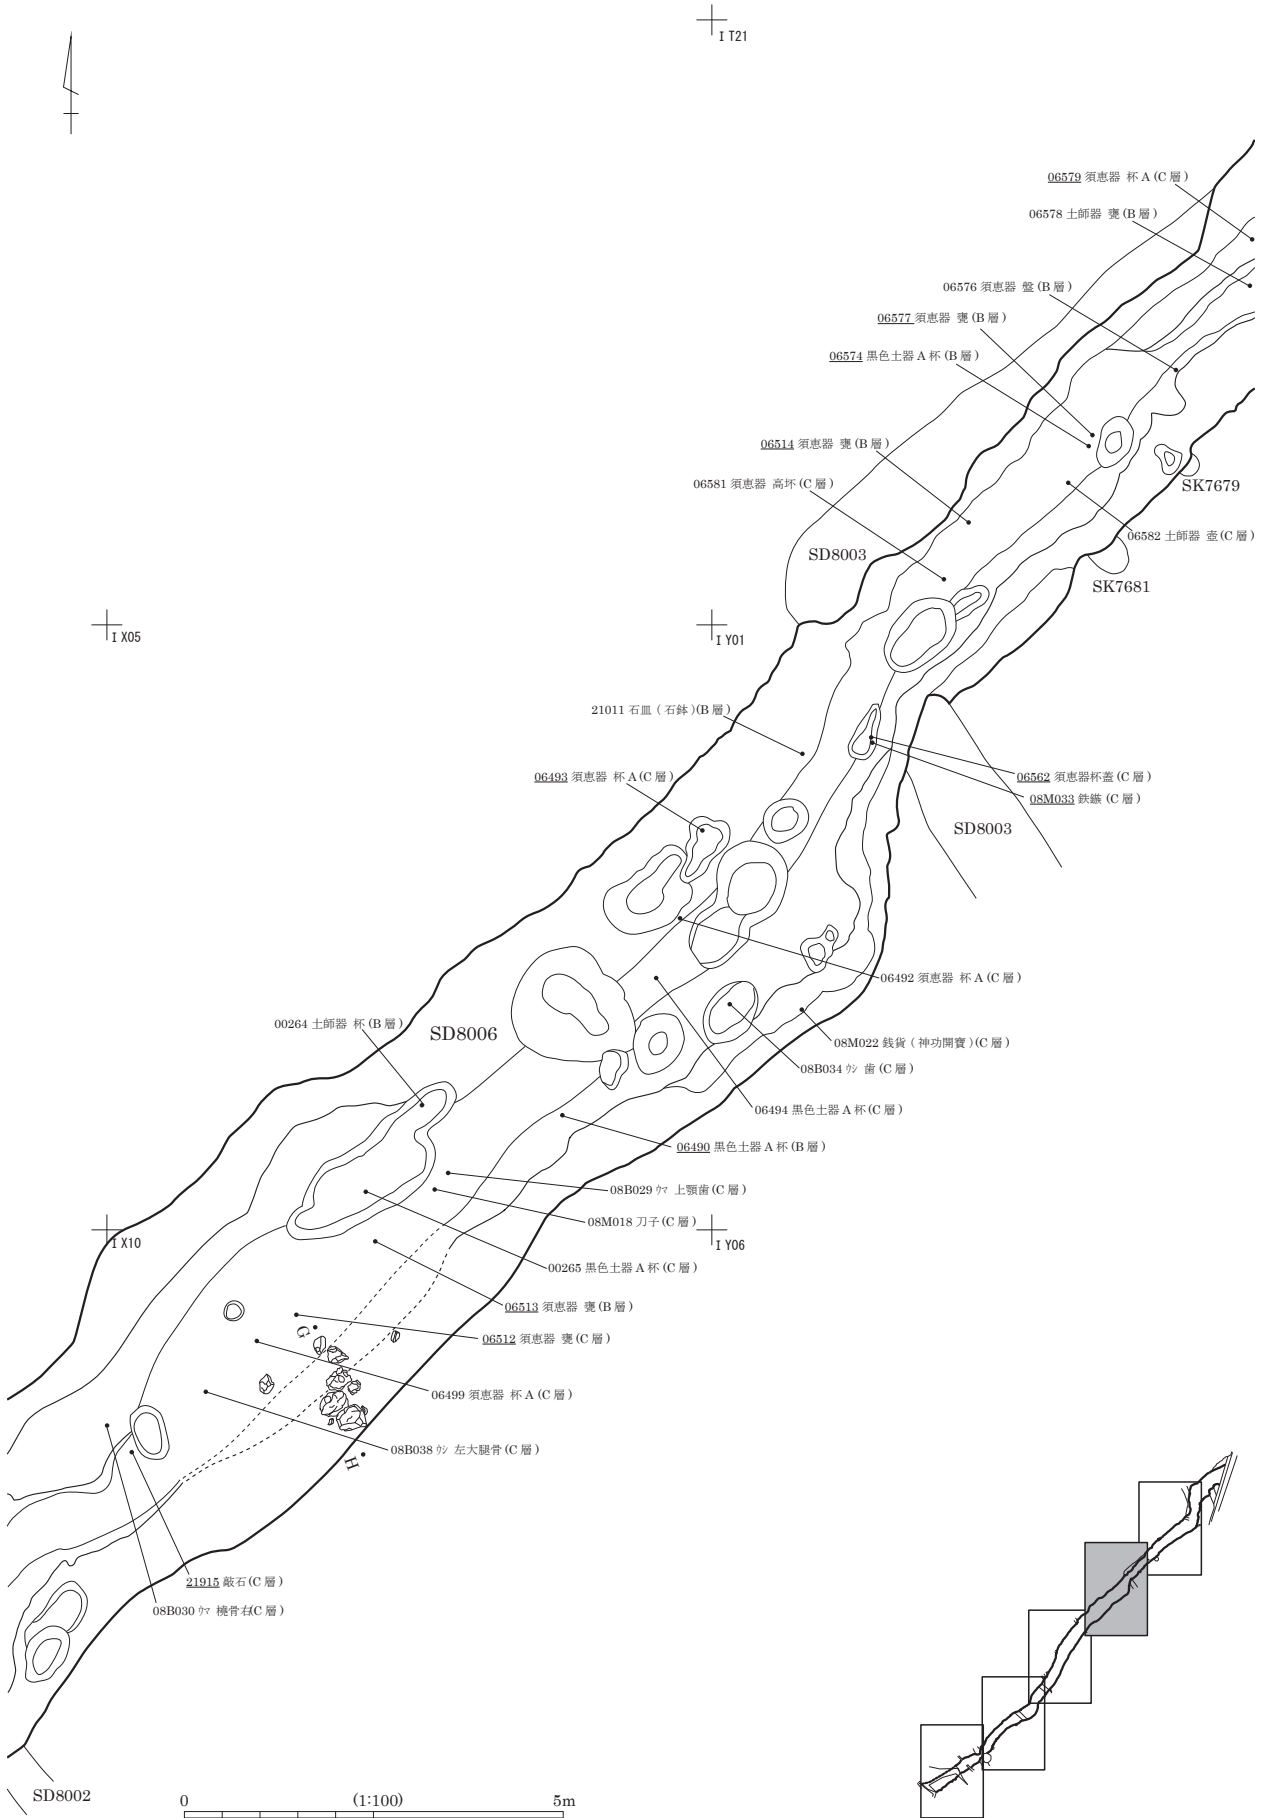 I T21
06579 須恵器 杯 A (C 層)
06578 土師器 甕 (B 層)
06576 須恵器 盤 (B 層)
06577 須恵器 甕 (B 層)
06574 黒色土器 A 杯 (B 層)
06514 須恵器 甕 (B 層)
06581 須恵器 高坏 (C 層)
SK7679
06582 土師器 壺 (C 層)
SD8003
SK7681
I X05
I Y01
21011 石皿 ( 石鉢 )(B 層)
06493 須恵器 杯 A(C 層)
06562 須恵器杯蓋 (C 層)
08M033 鉄鏃 (C 層)
SD8003
06492 須恵器 杯 A (C 層)
00264 土師器 杯 (B 層)
SD8006
08M022 銭貨 ( 神功開寶 )(C 層)
08B034 ウシ 歯 (C 層)
06494 黒色土器 A 杯 (C 層)
06490 黒色土器 A 杯 (B 層)
08B029 ウマ 上顎歯 (C 層)
08M018 刀子 (C 層)
I X10
I Y06
00265 黒色土器 A 杯 (C 層)
06513 須恵器 甕 (B 層)
G
06512 須恵器 甕 (C 層)
06499 須恵器 杯 A (C 層)
08B038 ウシ 左大腿骨 (C 層)
H
21915 敲石 (C 層)
08B030 ウマ 橈骨右(C 層)
SD8002
0 (1:100) 5m